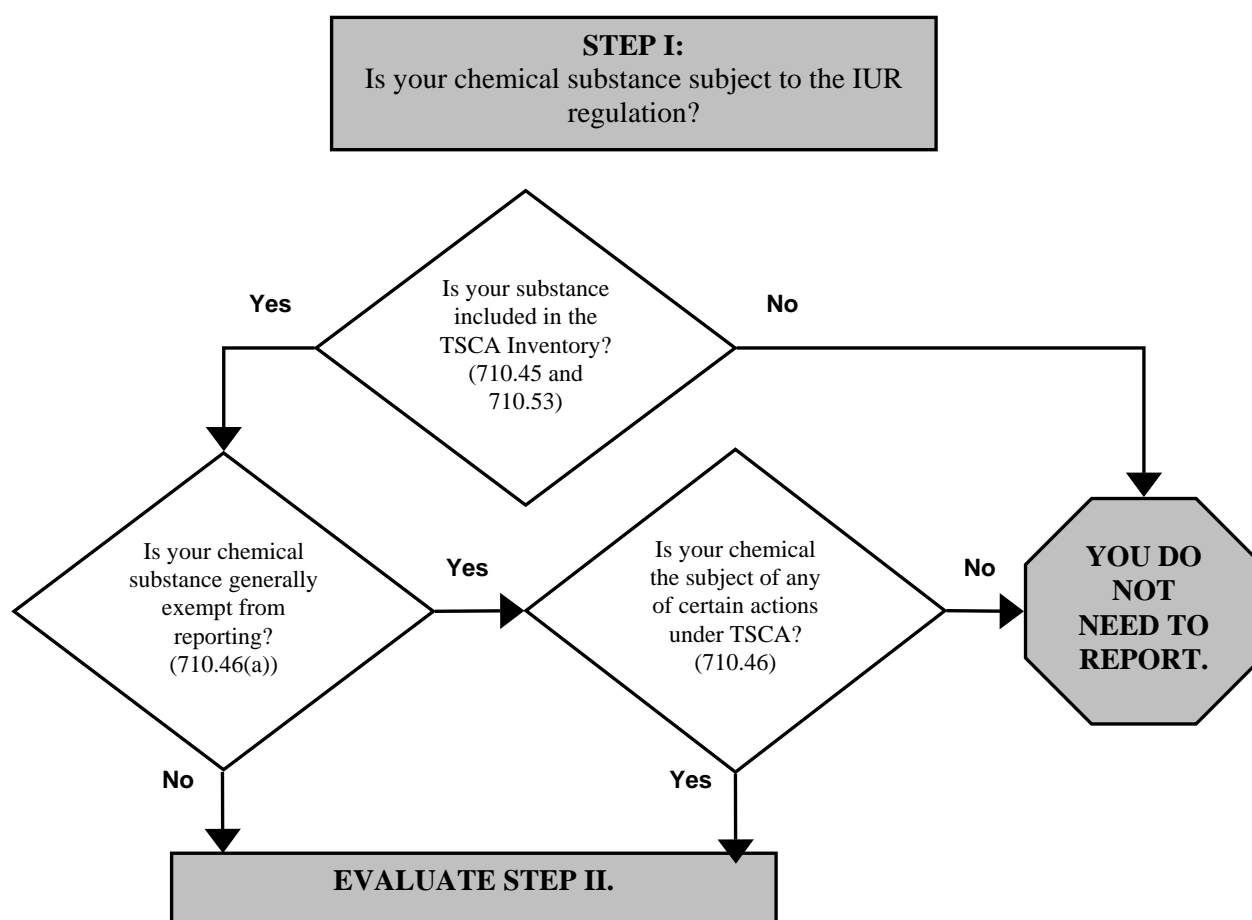 STEP I:
Is your chemical substance subject to the IUR
regulation?
Yes
Is your substance
included in the
TSCA Inventory?
(710.45 and
710.53)
No
Is your chemical
substance generally
exempt from
reporting?
(710.46(a))
Yes
Is your chemical
the subject of any
of certain actions
under TSCA?
(710.46)
No
YOU DO
NOT
NEED TO
REPORT.
No
Yes
EVALUATE STEP II.